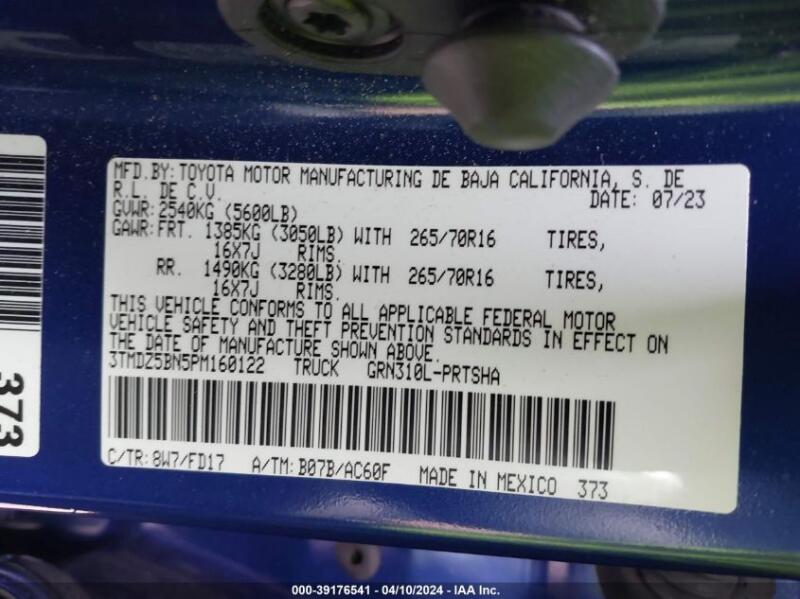 MFD.BY: TOYOTA MOTOR MANUFACTURING DE BAJA CALIFORNIA, S. DE
R.L. DE C.V. DATE: 07/23
GVWR: 2540KG (5600LB)
GAWR: FRT. 1385KG (3050LB) WITH 265/70R16 TIRES,
16X7J RIMS.
RR. 1490KG (3280LB) WITH 265/70R16 TIRES,
16X7J RIMS.
THIS VEHICLE CONFORMS TO ALL APPLICABLE FEDERAL MOTOR
VEHICLE SAFETY AND THEFT PREVENTION STANDARDS IN EFFECT ON
THE DATE OF MANUFACTURE SHOWN ABOVE.
3TMDZ5BN5PM160122 TRUCK GRN310L-PRTSHA
C/TR: 8W7/FD17 A/TM: B07B/AC60F MADE IN MEXICO 373
373
000-39176541 / 04/10/2024 - IAA Inc.